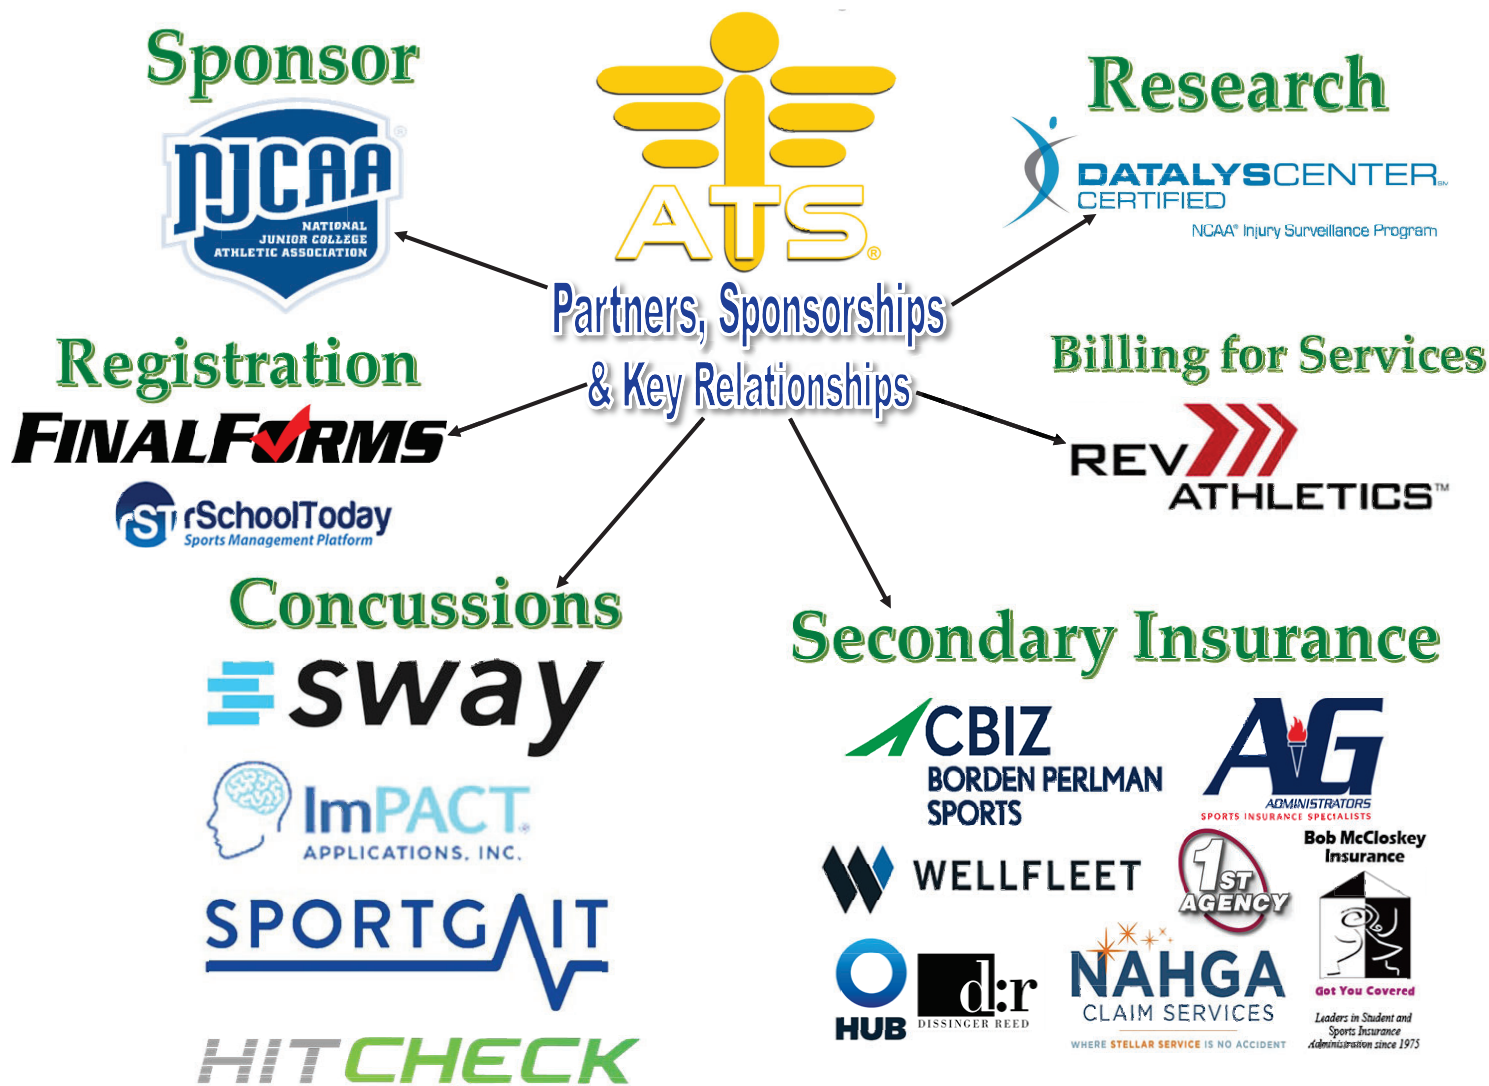 Sponsor
NJCAA®
NATIONAL
JUNIOR COLLEGE
ATHLETIC ASSOCIATION
ATS®
Partners, Sponsorships
& Key Relationships
Research
DATALYSCENTER SM
CERTIFIED
NCAA® Injury Surveillance Program
Registration
FINALFORMS
rST rSchoolToday
Sports Management Platform
Billing for Services
REV
ATHLETICS™
Concussions
sway
ImPACT®
APPLICATIONS, INC.
SPORTGAIT
HITCHECK
Secondary Insurance
CBIZ
BORDEN PERLMAN
SPORTS
AG
ADMINISTRATORS
SPORTS INSURANCE SPECIALISTS
WELLFLEET
1ST
AGENCY
Bob McCloskey
Insurance
Got You Covered
Leaders in Student and
Sports Insurance
Administration since 1975
HUB
d:r
DISSINGER REED
NAHGA
CLAIM SERVICES
WHERE STELLAR SERVICE IS NO ACCIDENT